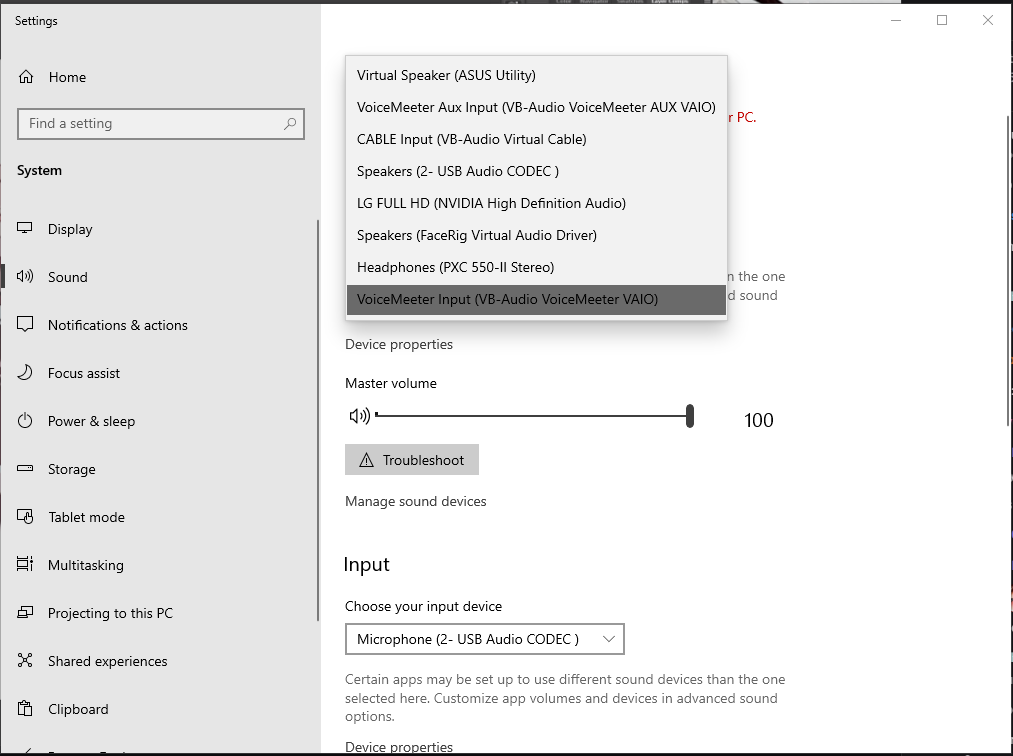 Settings
Home
Find a setting
System
Display
Sound
Notifications & actions
Focus assist
Power & sleep
Storage
Tablet mode
Multitasking
Projecting to this PC
Shared experiences
Clipboard
Virtual Speaker (ASUS Utility)
VoiceMeeter Aux Input (VB-Audio VoiceMeeter AUX VAIO)
r PC.
CABLE Input (VB-Audio Virtual Cable)
Speakers (2- USB Audio CODEC )
LG FULL HD (NVIDIA High Definition Audio)
Speakers (FaceRig Virtual Audio Driver)
Headphones (PXC 550-II Stereo)
n the one
VoiceMeeter Input (VB-Audio VoiceMeeter VAIO)
d sound
Device properties
Master volume
100
Troubleshoot
Manage sound devices
Input
Choose your input device
Microphone (2- USB Audio CODEC )
Certain apps may be set up to use different sound devices than the one
selected here. Customize app volumes and devices in advanced sound
options.
Device properties